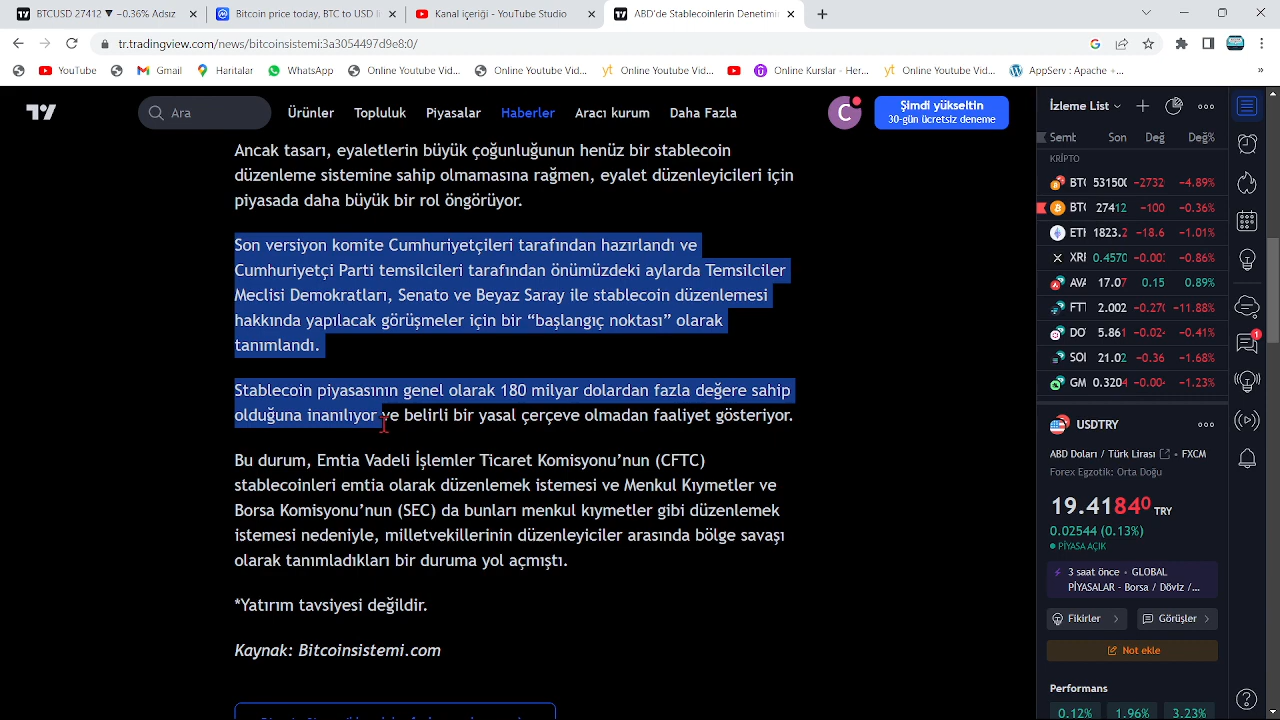 BTCUSD 27412 ▼ −0.36% Adsız
Bitcoin price today, BTC to USD li
Kanal içeriği - YouTube Studio
ABD'de Stablecoinlerin Denetimin
tr.tradingview.com/news/bitcoinsistemi:3a3054497d9e8:0/
YouTube
Gmail
Haritalar
WhatsApp
Online Youtube Vid...
Online Youtube Vid...
Online Youtube Vid...
Online Kurslar - Her...
Online Youtube Vid...
AppServ : Apache +...
»
Ara
Ürünler
Topluluk
Piyasalar
Haberler
Aracı kurum
Daha Fazla
C
Şimdi yükseltin
30-gün ücretsiz deneme
Ancak tasarı, eyaletlerin büyük çoğunluğunun henüz bir stablecoin
düzenleme sistemine sahip olmamasına rağmen, eyalet düzenleyicileri için
piyasada daha büyük bir rol öngörüyor.
Son versiyon komite Cumhuriyetçileri tarafından hazırlandı ve
Cumhuriyetçi Parti temsilcileri tarafından önümüzdeki aylarda Temsilciler
Meclisi Demokratları, Senato ve Beyaz Saray ile stablecoin düzenlemesi
hakkında yapılacak görüşmeler için bir “başlangıç noktası” olarak
tanımlandı.
Stablecoin piyasasının genel olarak 180 milyar dolardan fazla değere sahip
olduğuna inanılıyor ve belirli bir yasal çerçeve olmadan faaliyet gösteriyor.
Bu durum, Emtia Vadeli İşlemler Ticaret Komisyonu’nun (CFTC)
stablecoinleri emtia olarak düzenlemek istemesi ve Menkul Kıymetler ve
Borsa Komisyonu’nun (SEC) da bunları menkul kıymetler gibi düzenlemek
istemesi nedeniyle, milletvekillerinin düzenleyiciler arasında bölge savaşı
olarak tanımladıkları bir duruma yol açmıştı.
*Yatırım tavsiyesi değildir.
Kaynak: Bitcoinsistemi.com
İzleme List
Semb Son Değ Değ%
KRİPTO
BTC 531500 −2732 −4.89%
BTC 27412 −100 −0.36%
ETH 1823.2 −18.6 −1.01%
XRI 0.4570 −0.00 −0.86%
AVA 17.07 0.15 0.89%
FTT 2.002 −0.270 −11.88%
DO 5.861 −0.024 −0.41%
SOL 21.02 −0.36 −1.68%
GM 0.3204 −0.004 −1.23%
1
USDTRY
ABD Doları / Türk Lirası • FXCM
Forex Egzotik: Orta Doğu
19.41840 TRY
0.02544 (0.13%)
PİYASA AÇIK
3 saat önce • GLOBAL
PİYASALAR - Borsa / Döviz /...
Fikirler
Görüşler
Not ekle
Performans
0.12% 1.96% 3.23%